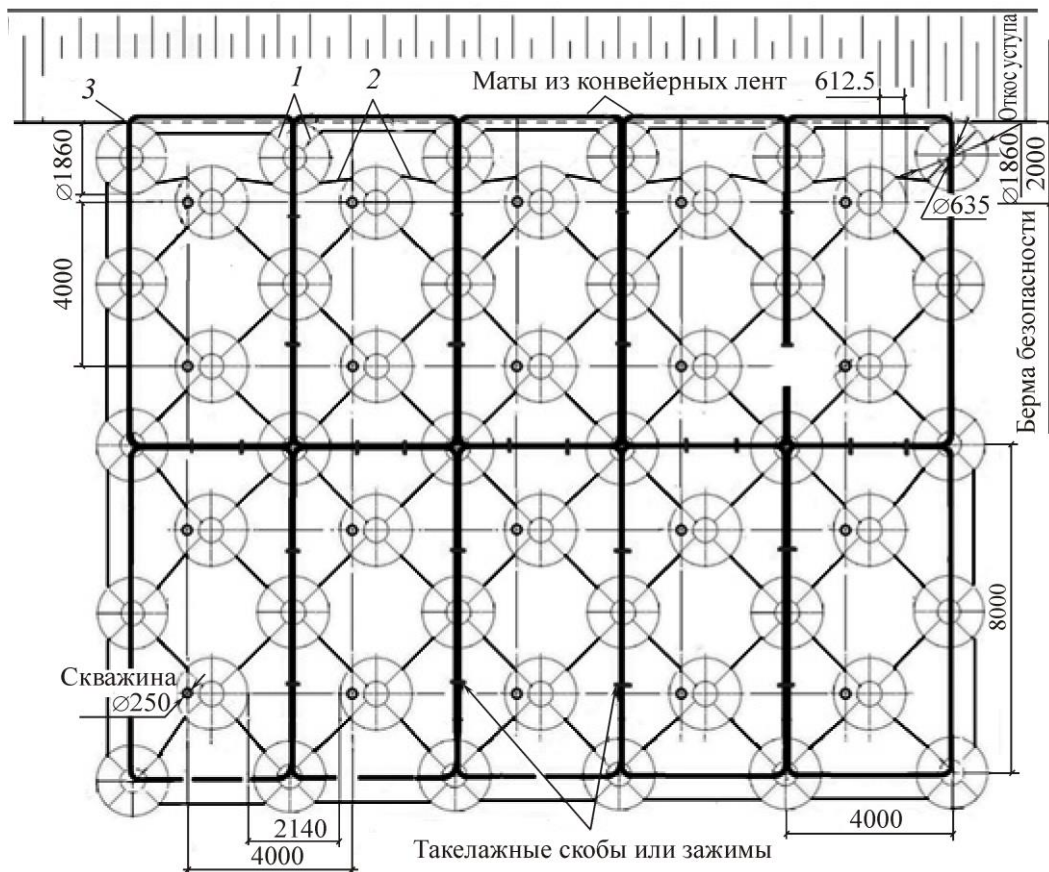 3
1
2
Маты из конвейерных лент
612.5
Откос уступа
∅1860
∅1860
2000
∅635
4000
Берма безопасности
8000
Скважина
∅250
2140
4000
4000
Такелажные скобы или зажимы